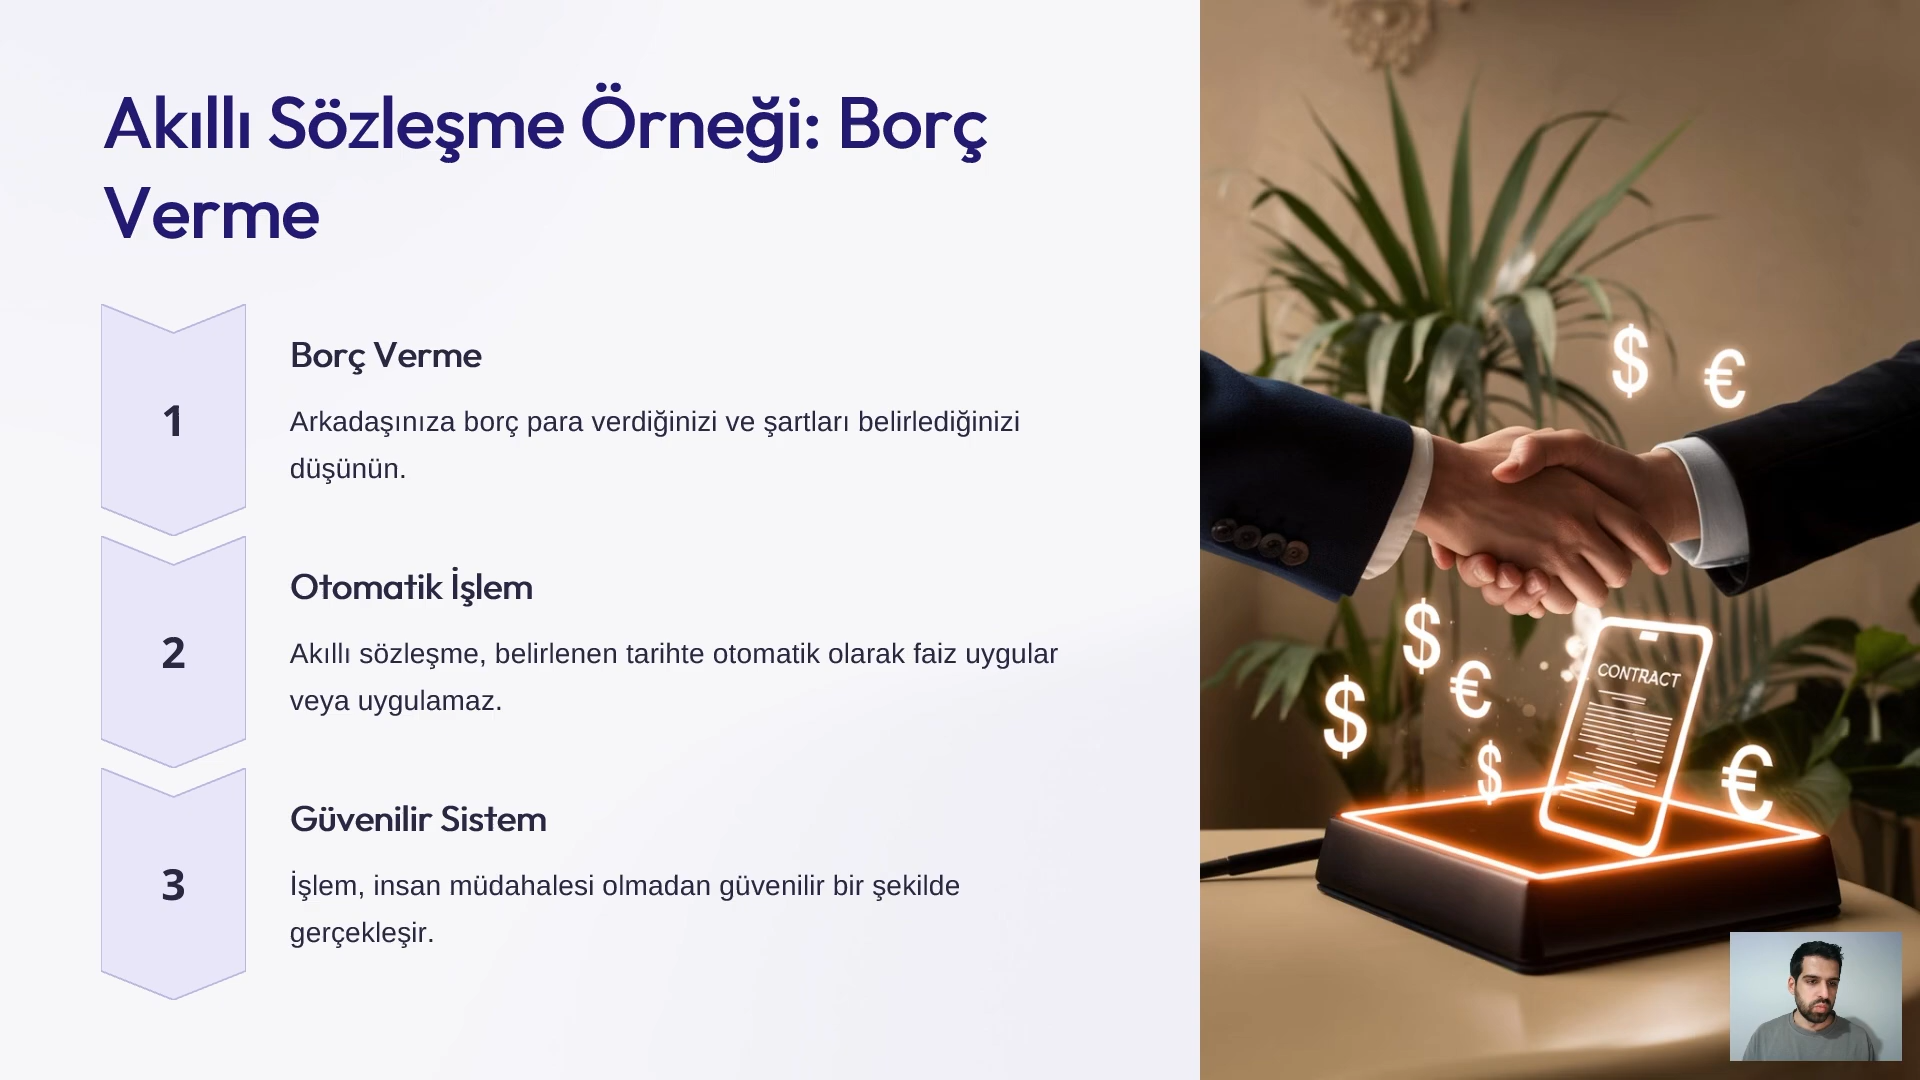 Akıllı Sözleşme Örneği: Borç
Verme
1
Borç Verme
Arkadaşınıza borç para verdiğinizi ve şartları belirlediğinizi
düşünün.
2
Otomatik İşlem
Akıllı sözleşme, belirlenen tarihte otomatik olarak faiz uygular
veya uygulamaz.
3
Güvenilir Sistem
İşlem, insan müdahalesi olmadan güvenilir bir şekilde
gerçekleşir.
$ €
$
€
$
$
€
CONTRACT